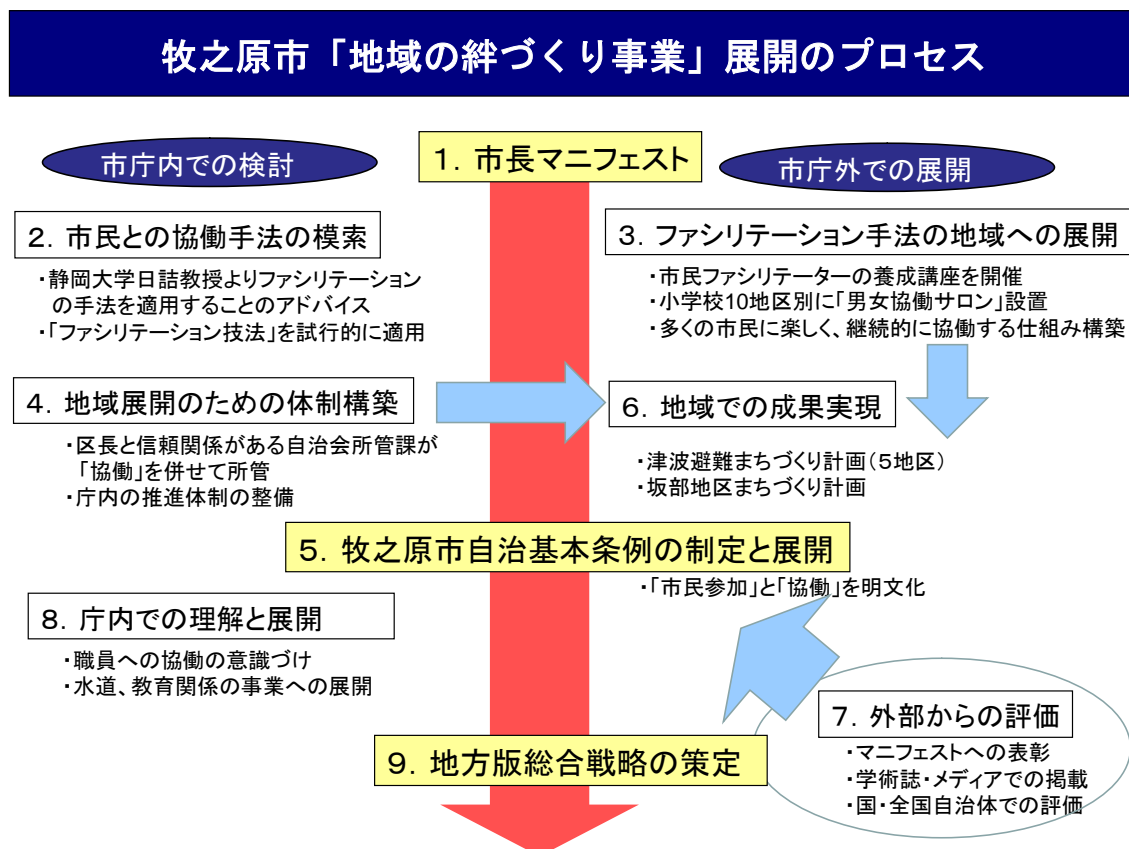 牧之原市「地域の絆づくり事業」展開のプロセス
市庁内での検討
1．市長マニフェスト
市庁外での展開
2．市民との協働手法の模索
・静岡大学日詰教授よりファシリテーション
の手法を適用することのアドバイス
・「ファシリテーション技法」を試行的に適用
3．ファシリテーション手法の地域への展開
・市民ファシリテーターの養成講座を開催
・小学校10地区別に「男女協働サロン」設置
・多くの市民に楽しく、継続的に協働する仕組み構築
4．地域展開のための体制構築
・区長と信頼関係がある自治会所管課が
「協働」を併せて所管
・庁内の推進体制の整備
6．地域での成果実現
・津波避難まちづくり計画（5地区）
・坂部地区まちづくり計画
5．牧之原市自治基本条例の制定と展開
・「市民参加」と「協働」を明文化
8．庁内での理解と展開
・職員への協働の意識づけ
・水道、教育関係の事業への展開
7．外部からの評価
・マニフェストへの表彰
・学術誌・メディアでの掲載
・国・全国自治体での評価
9．地方版総合戦略の策定